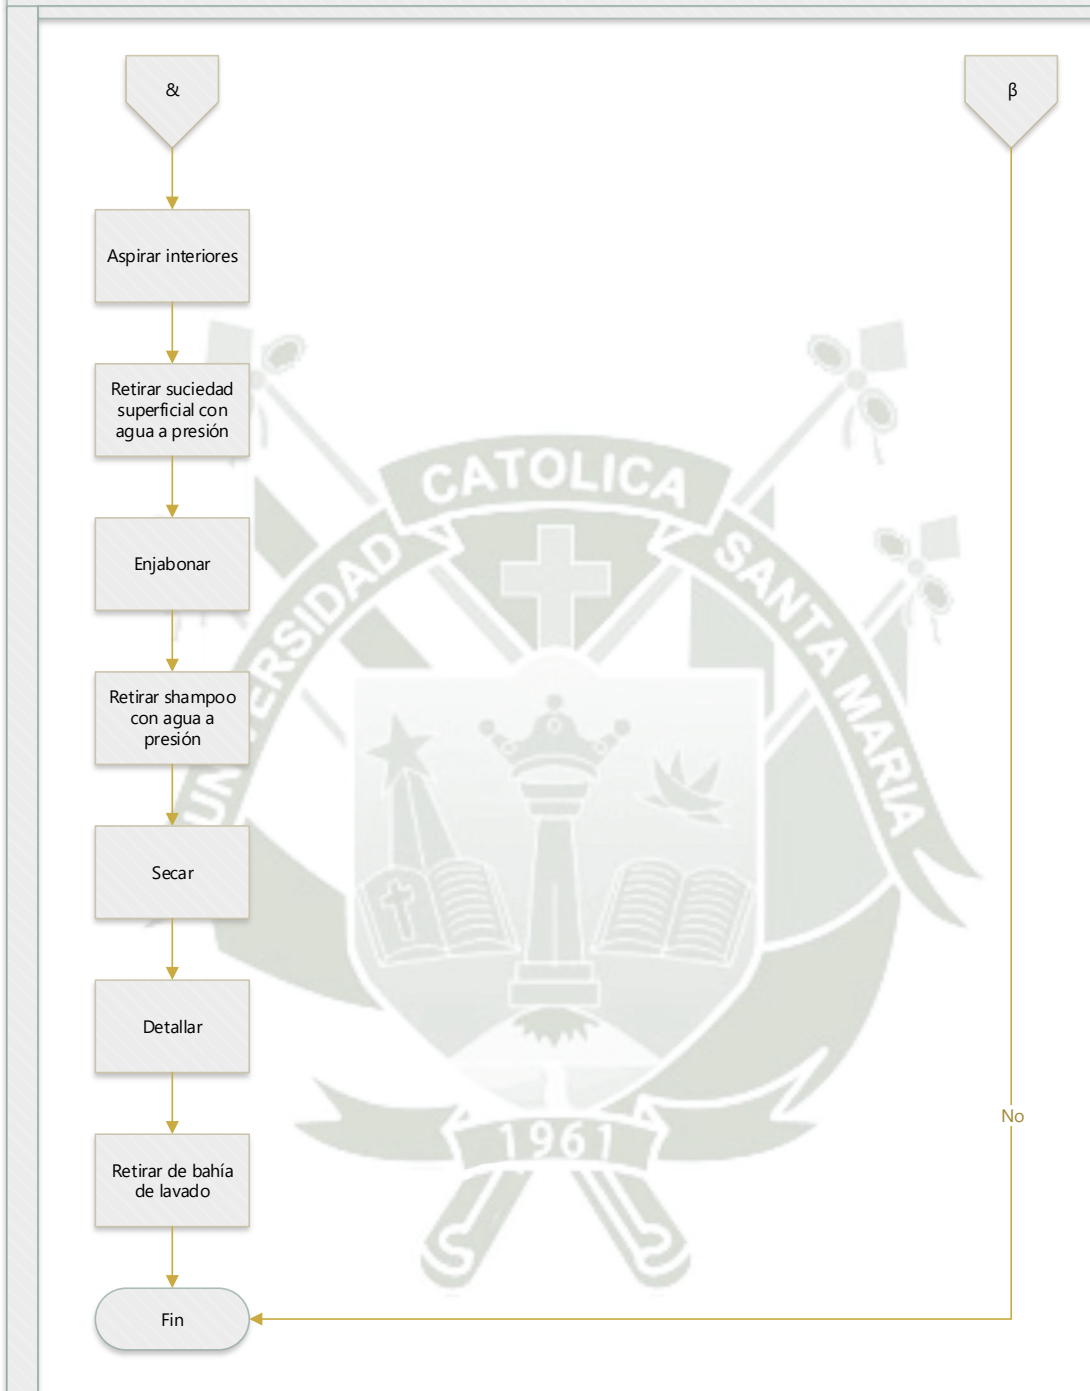 &
β
Aspirar interiores
Retirar suciedad
superficial con
agua a presión
CATOLICA
UNIVERSIDAD
SANTA MARIA
Enjabonar
Retirar shampoo
con agua a
presión
Secar
Detallar
No
1961
Retirar de bahía
de lavado
Fin